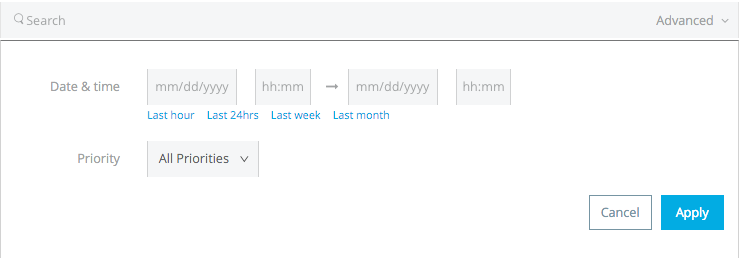 Search Advanced
Date & time mm/dd/yyyy hh:mm → mm/dd/yyyy hh:mm
Last hour Last 24hrs Last week Last month
Priority All Priorities
Cancel Apply